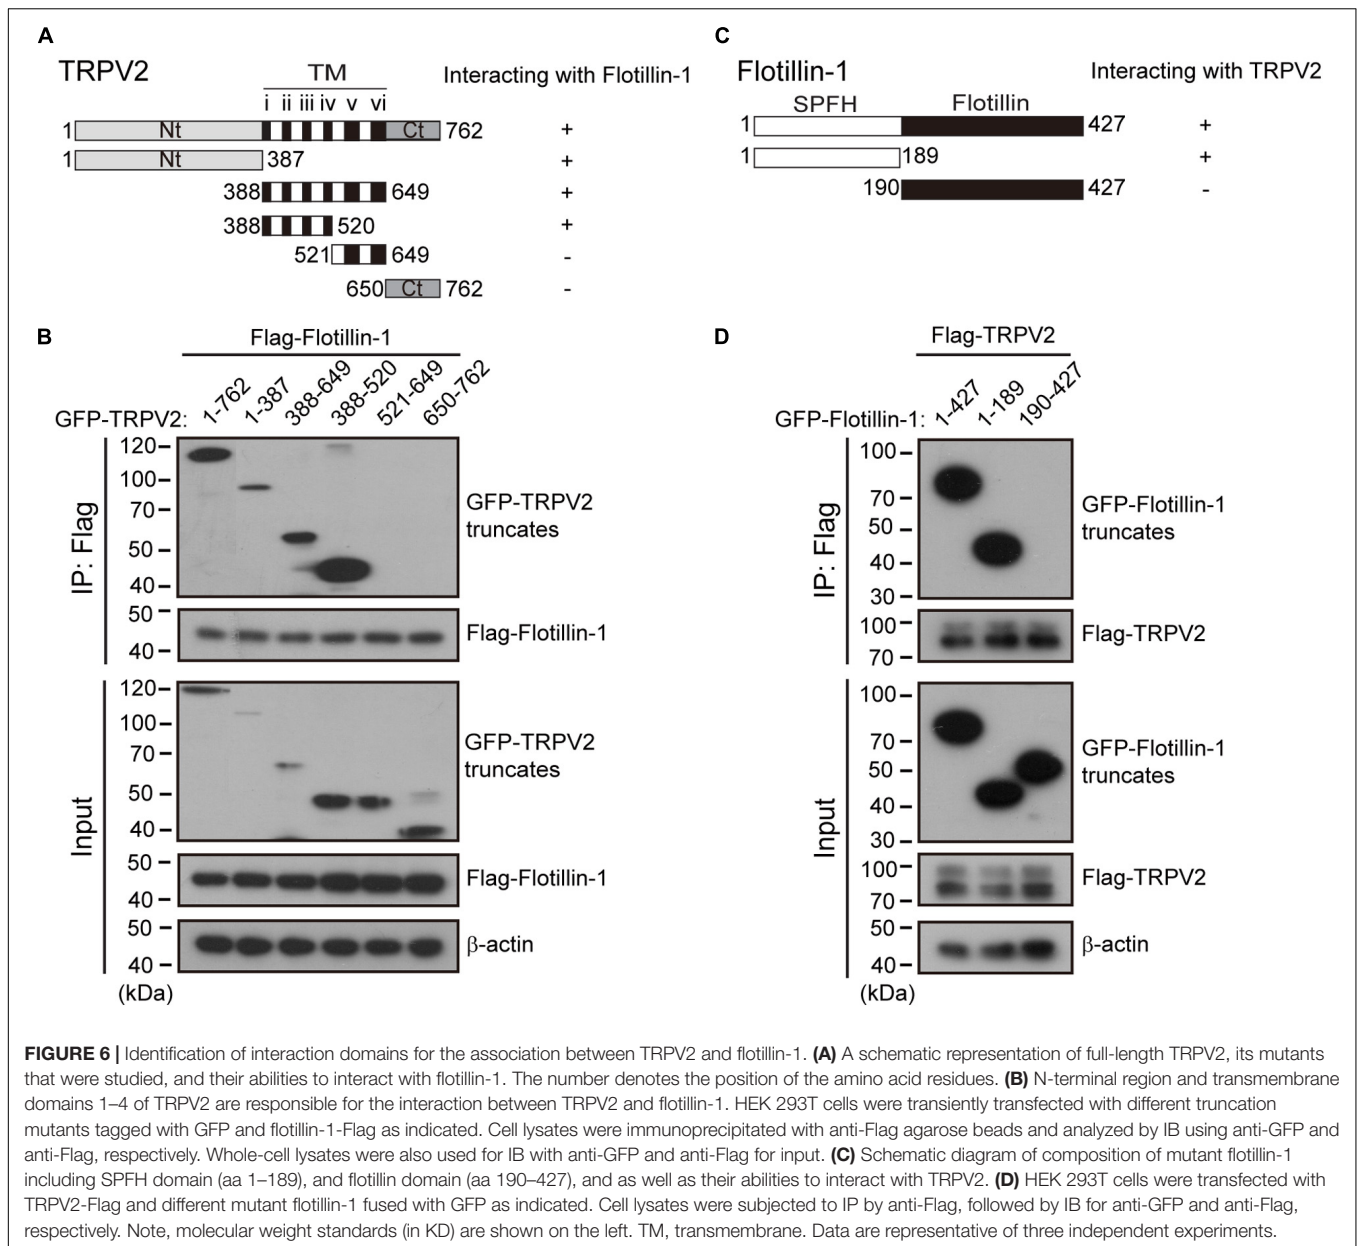 A
TRPV2
TM
Interacting with Flotillin-1
i ii iii iv v vi
1 Nt Ct 762 +
1 Nt 387 +
388 649 +
388 520 +
521 649 -
650 Ct 762 -
C
Flotillin-1
Interacting with TRPV2
SPFH Flotillin
1 427 +
1 189 +
190 427 -
B
Flag-Flotillin-1
GFP-TRPV2: 1-762 1-387 388-649 388-520 521-649 650-762
IP: Flag
120
100
70
50
40
GFP-TRPV2
truncates
50
40
Flag-Flotillin-1
Input
120
100
70
50
40
GFP-TRPV2
truncates
50
40
Flag-Flotillin-1
50
40
β-actin
(kDa)
D
Flag-TRPV2
GFP-Flotillin-1: 1-427 1-189 190-427
IP: Flag
100
70
50
40
30
GFP-Flotillin-1
truncates
100
70
Flag-TRPV2
Input
100
70
50
40
30
GFP-Flotillin-1
truncates
100
70
Flag-TRPV2
50
40
β-actin
(kDa)
FIGURE 6 | Identification of interaction domains for the association between TRPV2 and flotillin-1. (A) A schematic representation of full-length TRPV2, its mutants
that were studied, and their abilities to interact with flotillin-1. The number denotes the position of the amino acid residues. (B) N-terminal region and transmembrane
domains 1–4 of TRPV2 are responsible for the interaction between TRPV2 and flotillin-1. HEK 293T cells were transiently transfected with different truncation
mutants tagged with GFP and flotillin-1-Flag as indicated. Cell lysates were immunoprecipitated with anti-Flag agarose beads and analyzed by IB using anti-GFP and
anti-Flag, respectively. Whole-cell lysates were also used for IB with anti-GFP and anti-Flag for input. (C) Schematic diagram of composition of mutant flotillin-1
including SPFH domain (aa 1–189), and flotillin domain (aa 190–427), and as well as their abilities to interact with TRPV2. (D) HEK 293T cells were transfected with
TRPV2-Flag and different mutant flotillin-1 fused with GFP as indicated. Cell lysates were subjected to IP by anti-Flag, followed by IB for anti-GFP and anti-Flag,
respectively. Note, molecular weight standards (in KD) are shown on the left. TM, transmembrane. Data are representative of three independent experiments.